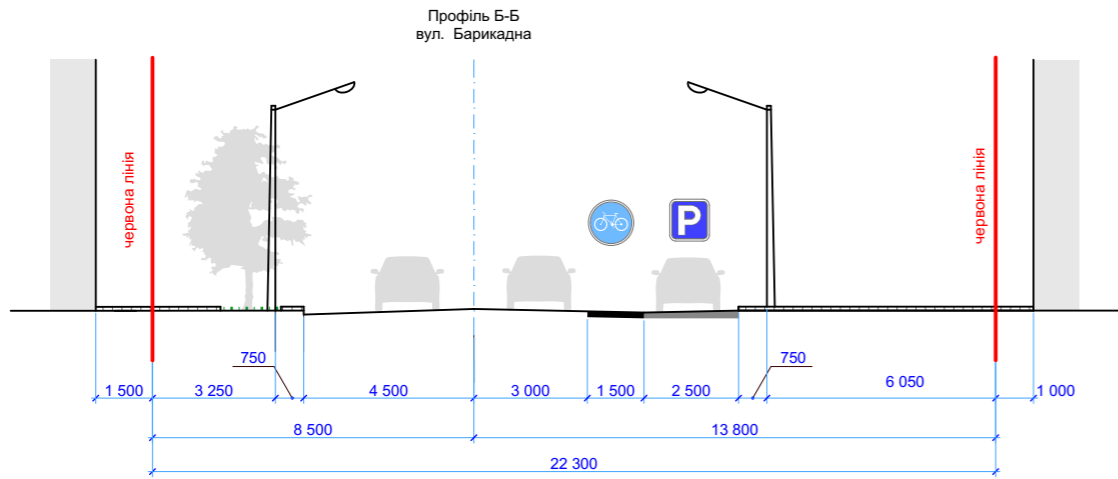 Профіль Б-Б
вул. Барикадна
червона лінія
червона лінія
P
750
750
1 500
3 250
4 500
3 000
1 500
2 500
6 050
1 000
8 500
13 800
22 300